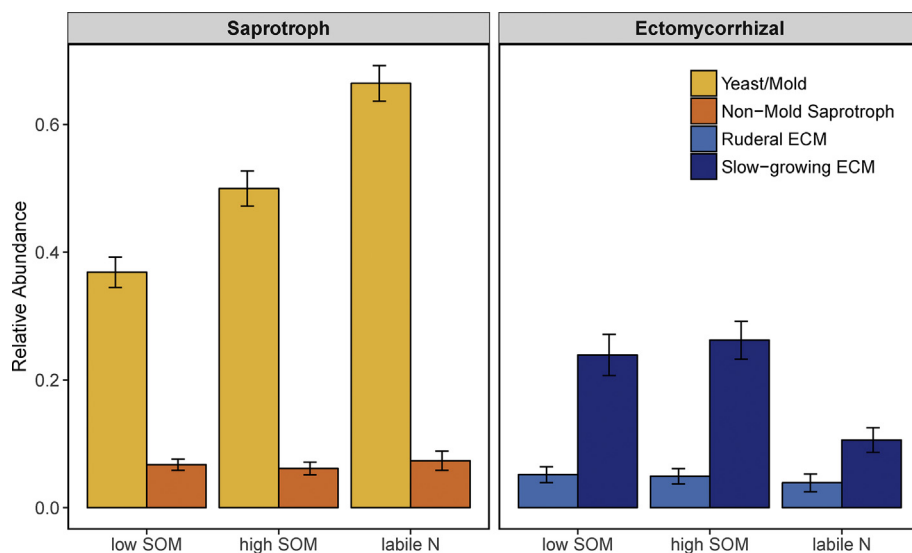 Saprotroph
Ectomycorrhizal
Yeast/Mold
Non−Mold Saprotroph
Ruderal ECM
Slow−growing ECM
Relative Abundance
0.6
0.4
0.2
0.0
low SOM high SOM labile N
low SOM high SOM labile N